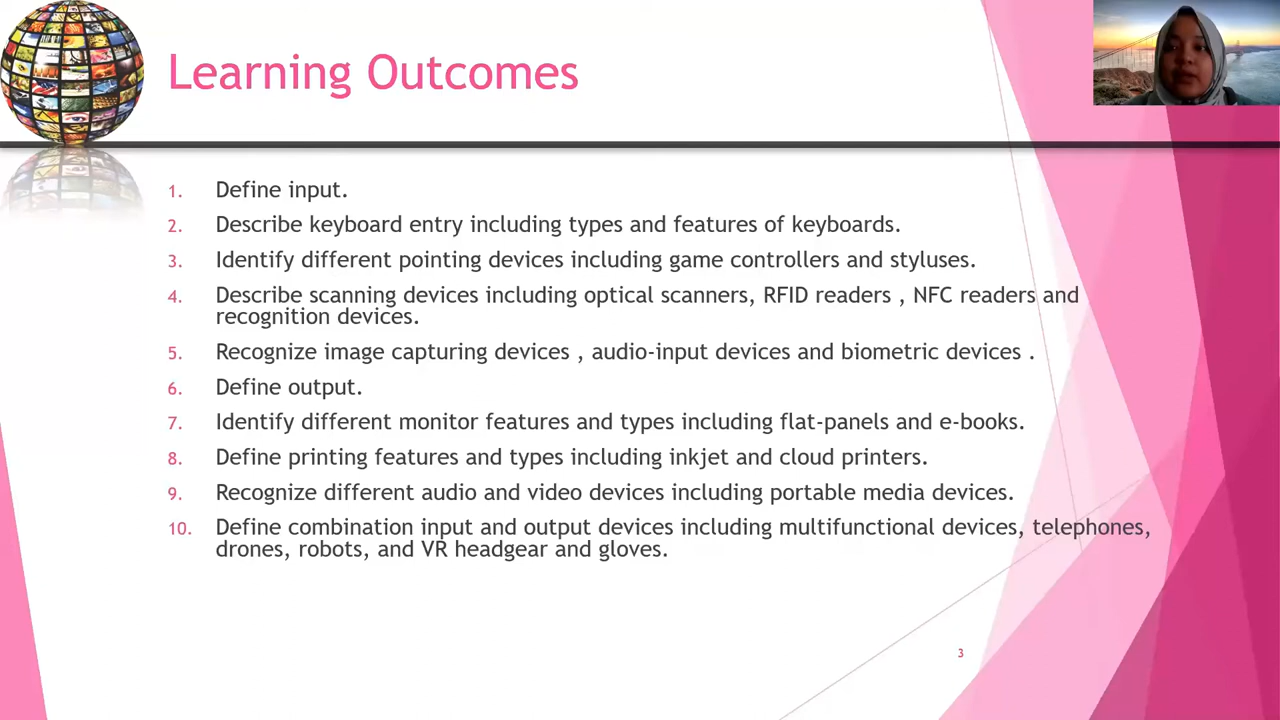 Learning Outcomes
1. Define input.
2. Describe keyboard entry including types and features of keyboards.
3. Identify different pointing devices including game controllers and styluses.
4. Describe scanning devices including optical scanners, RFID readers , NFC readers and
recognition devices.
5. Recognize image capturing devices , audio-input devices and biometric devices .
6. Define output.
7. Identify different monitor features and types including flat-panels and e-books.
8. Define printing features and types including inkjet and cloud printers.
9. Recognize different audio and video devices including portable media devices.
10. Define combination input and output devices including multifunctional devices, telephones,
drones, robots, and VR headgear and gloves.
3